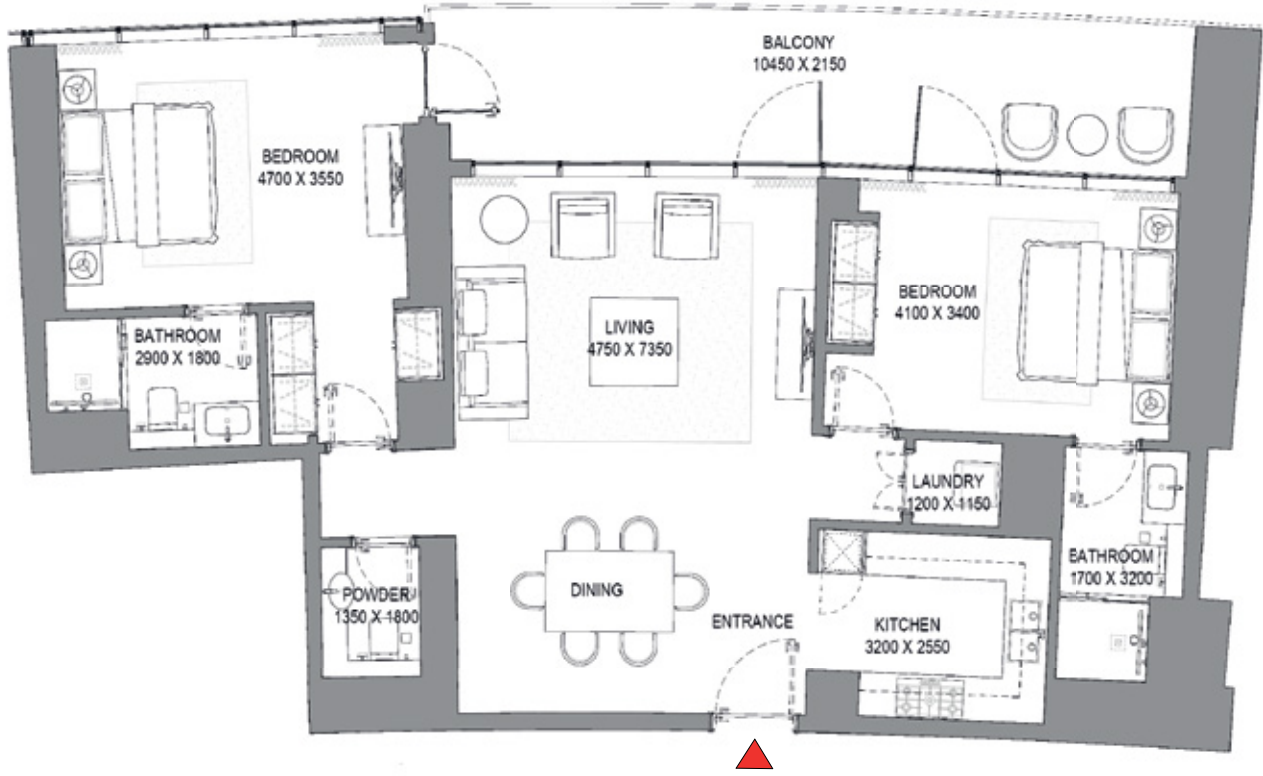 BALCONY
10450 X 2150
BEDROOM
4700 X 3550
BEDROOM
4100 X 3400
LIVING
4750 X 7350
BATHROOM
2900 X 1800
LAUNDRY
1200 X 1150
BATHROOM
1700 X 3200
DINING
POWDER
1350 X 1800
ENTRANCE
KITCHEN
3200 X 2550